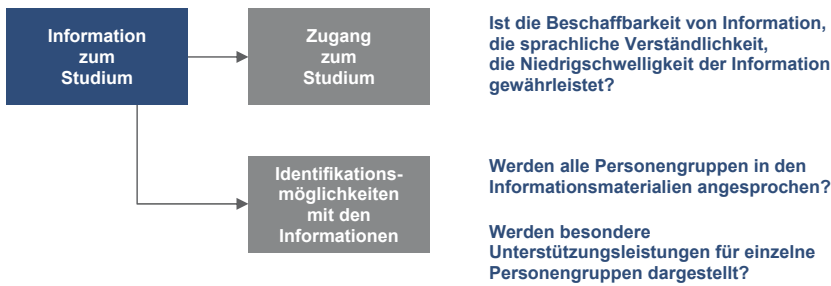 Information
zum
Studium
Zugang
zum
Studium
Ist die Beschaffbarkeit von Information,
die sprachliche Verständlichkeit,
die Niedrigschwelligkeit der Information
gewährleistet?
Identifikations-
möglichkeiten
mit den
Informationen
Werden alle Personengruppen in den
Informationsmaterialien angesprochen?
Werden besondere
Unterstützungsleistungen für einzelne
Personengruppen dargestellt?